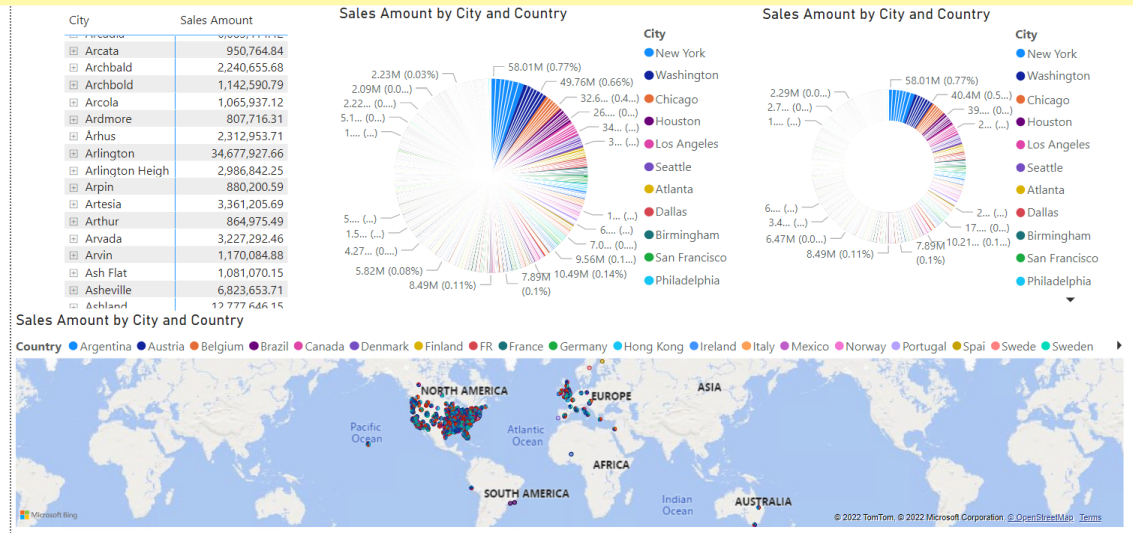 City Sales Amount
Arcata 950,764.84
Archbald 2,240,655.68
Archbold 1,142,590.79
Arcola 1,065,937.12
Ardmore 807,716.31
Århus 2,312,953.71
Arlington 34,677,927.66
Arlington Heigh 2,986,842.25
Arpin 880,200.59
Artesia 3,361,205.69
Arthur 864,975.49
Arvada 3,227,292.46
Arvin 1,170,084.88
Ash Flat 1,081,070.15
Asheville 6,823,653.71
Ashland 12,777,646.15
Sales Amount by City and Country
58.01M (0.77%)
49.76M (0.66%)
32.6... (0.4...)
26.... (0....)
34... (...)
3... (...)
1... (...)
6.... (...)
7.0... (0....)
9.56M (0.1...)
10.49M (0.14%)
7.89M
(0.1%)
8.49M (0.11%)
5.82M (0.08%)
4.27... (0....)
1.5... (...)
5.... (...)
1.... (...)
5.1... (...)
2.22... (0....)
2.09M (0.0...)
2.23M (0.03%)
City
New York
Washington
Chicago
Houston
Los Angeles
Seattle
Atlanta
Dallas
Birmingham
San Francisco
Philadelphia
Sales Amount by City and Country
58.01M (0.77%)
40.4M (0.5...)
39.... (0....)
2... (...)
2... (...)
17.... (0....)
10.21... (0.1...)
7.89M
(0.1%)
8.49M (0.11%)
6.47M (0.0...)
3.4... (...)
6.... (...)
1.... (...)
2.7... (0...)
2.29M (0.0...)
City
New York
Washington
Chicago
Houston
Los Angeles
Seattle
Atlanta
Dallas
Birmingham
San Francisco
Philadelphia
Sales Amount by City and Country
Country Argentina Austria Belgium Brazil Canada Denmark Finland FR France Germany Hong Kong Ireland Italy Mexico Norway Portugal Spai Swede Sweden
NORTH AMERICA
EUROPE
ASIA
Pacific
Ocean
Atlantic
Ocean
AFRICA
SOUTH AMERICA
Indian
Ocean
AUSTRALIA
Microsoft Bing
© 2022 TomTom, © 2022 Microsoft Corporation, © OpenStreetMap Terms